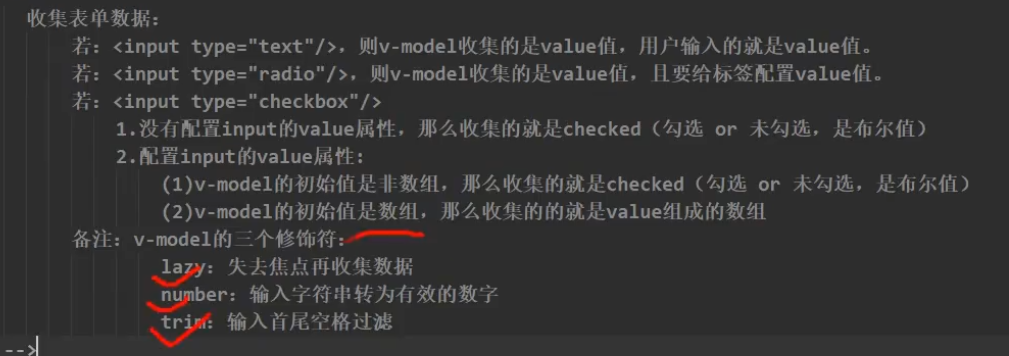 收集表单数据：
若：<input type="text"/>，则v-model收集的是value值，用户输入的就是value值。
若：<input type="radio"/>，则v-model收集的是value值，且要给标签配置value值。
若：<input type="checkbox"/>
1.没有配置input的value属性，那么收集的就是checked（勾选 or 未勾选，是布尔值）
2.配置input的value属性:
(1)v-model的初始值是非数组，那么收集的就是checked（勾选 or 未勾选，是布尔值）
(2)v-model的初始值是数组，那么收集的的就是value组成的数组
备注：v-model的三个修饰符：
lazy：失去焦点再收集数据
number：输入字符串转为有效的数字
trim：输入首尾空格过滤
-->